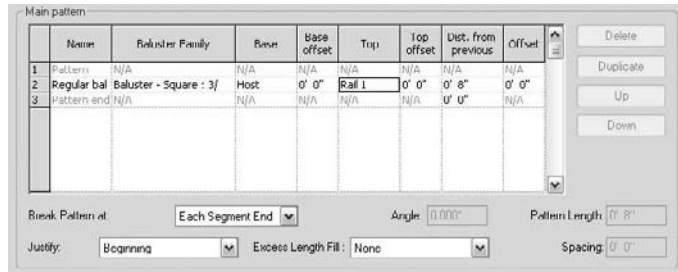 Main pattern
Name Baluster Family Base Base offset Top Top offset Dist. from previous Offset
1 Pattern N/A N/A N/A N/A N/A N/A N/A
2 Regular bal Baluster - Square : 3/ Host 0' 0" Rail 1 0' 0" 0' 8" 0' 0"
3 Pattern end N/A N/A N/A N/A N/A 0' 0" N/A
Delete
Duplicate
Up
Down
Break Pattern at: Each Segment End Angle: 0.000° Pattern Length: 0' 8"
Justify: Beginning Excess Length Fill : None Spacing: 0' 0"